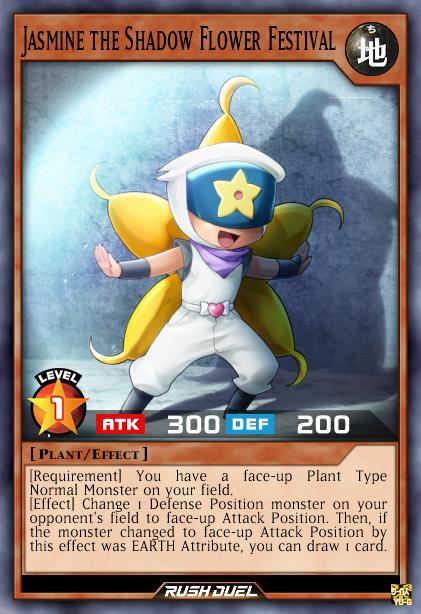 JASMINE THE SHADOW FLOWER FESTIVAL
ち
地
LEVEL
1
ATK 300 DEF 200
[PLANT/EFFECT]
[Requirement] You have a face-up Plant Type
Normal Monster on your field.
[Effect] Change 1 Defense Position monster on your
opponent's field to face-up Attack Position. Then, if
the monster changed to face-up Attack Position by
this effect was EARTH Attribute, you can draw 1 card.
RUSH DUEL